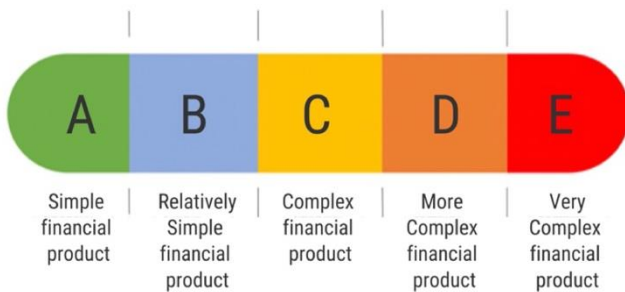 A
B
C
D
E
Simple
financial
product
Relatively
Simple
financial
product
Complex
financial
product
More
Complex
financial
product
Very
Complex
financial
product